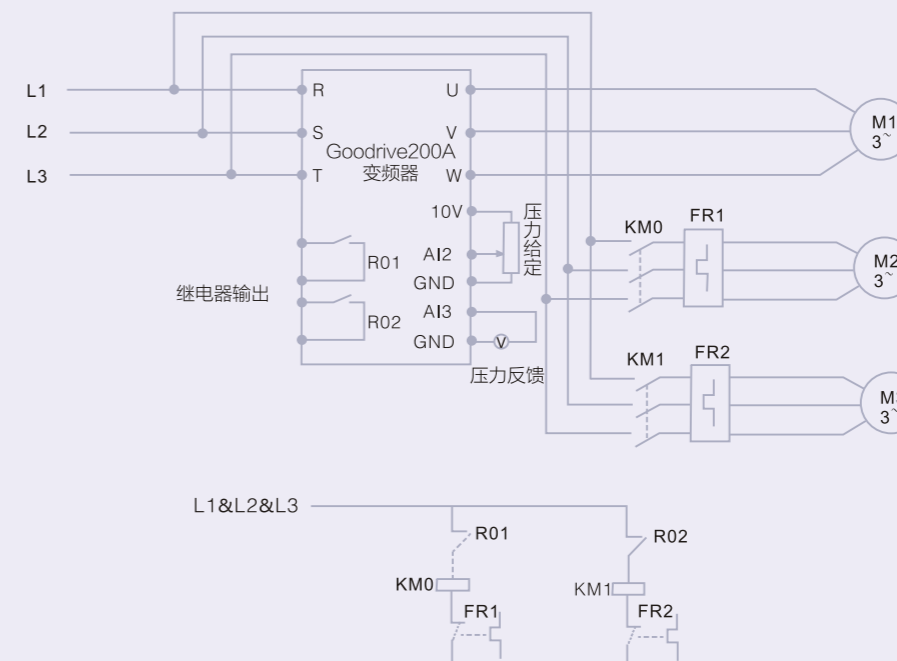 L1
R
U
M1
3~
L2
S
V
Goodrive200A
变频器
L3
T
W
10V
压力给定
KM0
FR1
R01
AI2
M2
3~
GND
继电器输出
R02
AI3
GND
V
压力反馈
KM1
FR2
3~
L1&L2&L3
R01
R02
KM0
KM1
FR1
FR2